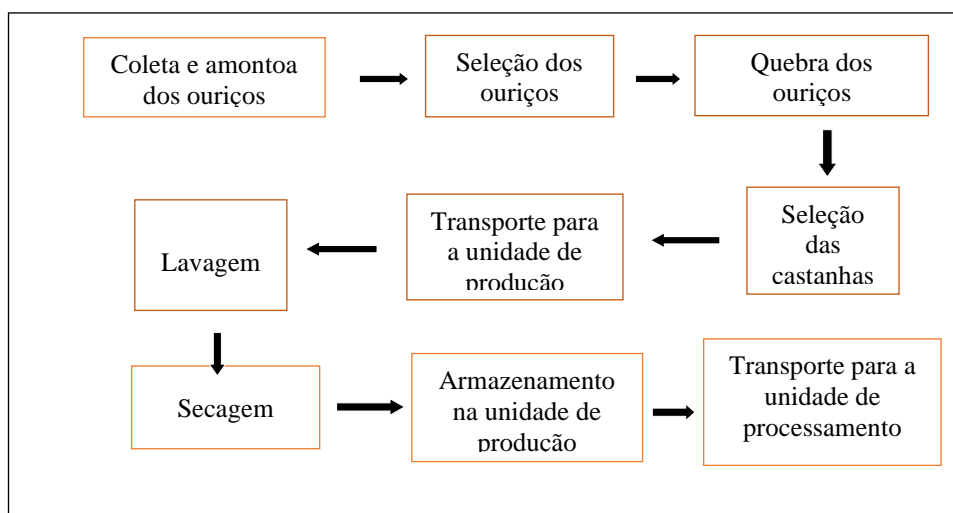 Coleta e amontoa
dos ouriços
Seleção dos
ouriços
Quebra dos
ouriços
Seleção
das
castanhas
Transporte para
a unidade de
produção
Lavagem
Secagem
Armazenamento
na unidade de
produção
Transporte para a
unidade de
processamento